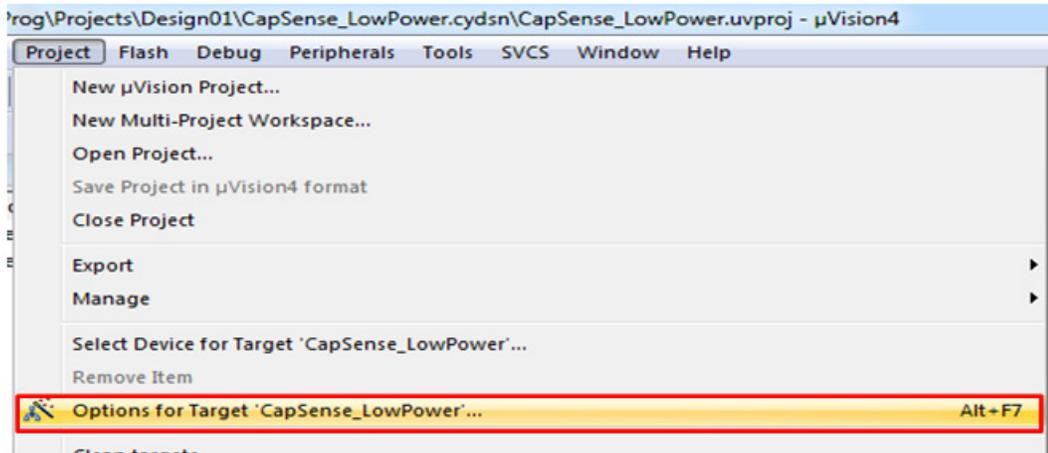 rog\Projects\Design01\CapSense_LowPower.cydsn\CapSense_LowPower.uvproj - µVision4
Project Flash Debug Peripherals Tools SVCS Window Help
New µVision Project...
New Multi-Project Workspace...
Open Project...
Save Project in µVision4 format
Close Project
Export
Manage
Select Device for Target 'CapSense_LowPower'...
Remove Item
Options for Target 'CapSense_LowPower'... Alt+F7